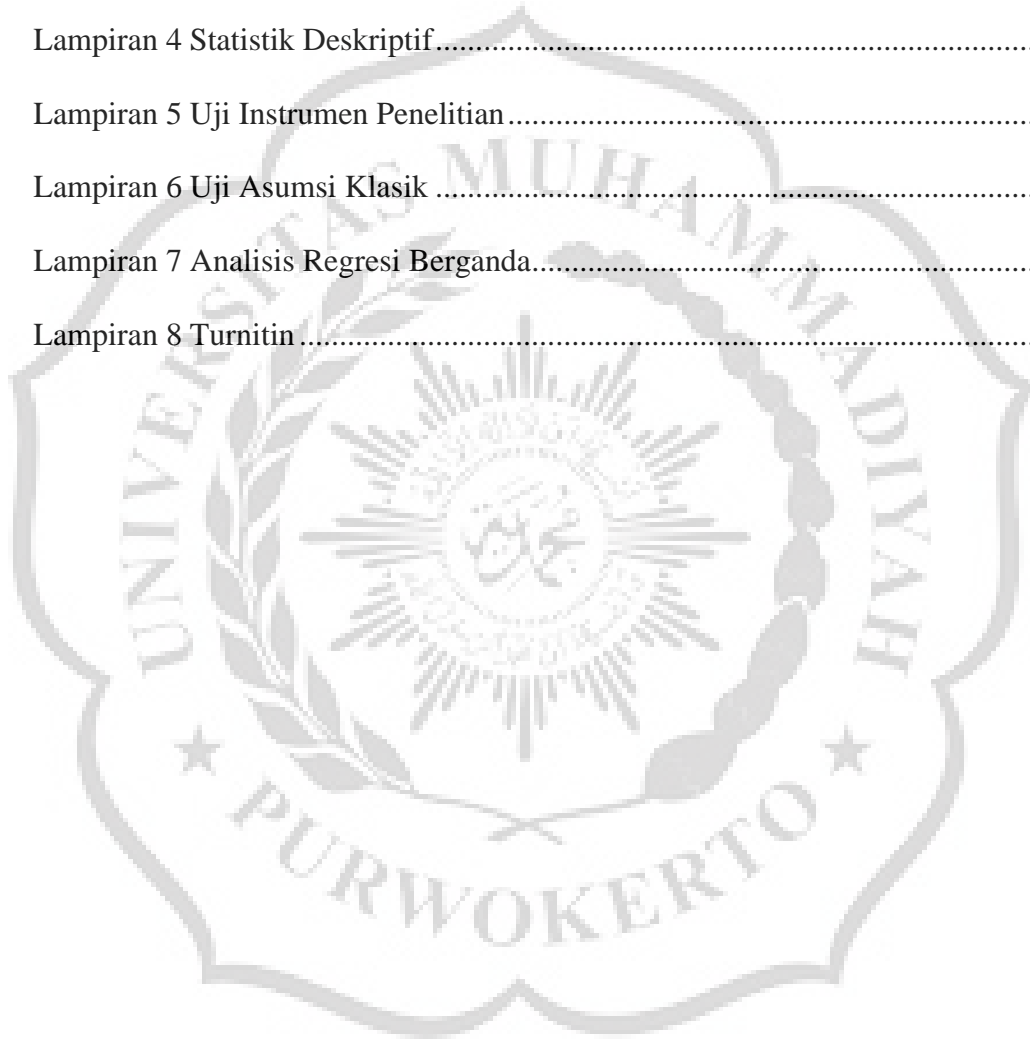 Lampiran 4 Statistik Deskriptif........................................................................
Lampiran 5 Uji Instrumen Penelitian..............................................................
Lampiran 6 Uji Asumsi Klasik ........................................................................
Lampiran 7 Analisis Regresi Berganda............................................................
Lampiran 8 Turnitin .......................................................................................
UNIVERSITAS MUHAMMADIYAH
PURWOKERTO